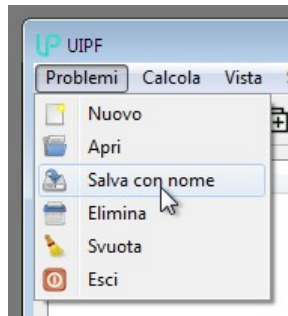 UIPF
Problemi Calcola Vista
Nuovo
Apri
Salva con nome
Elimina
Svuota
Esci